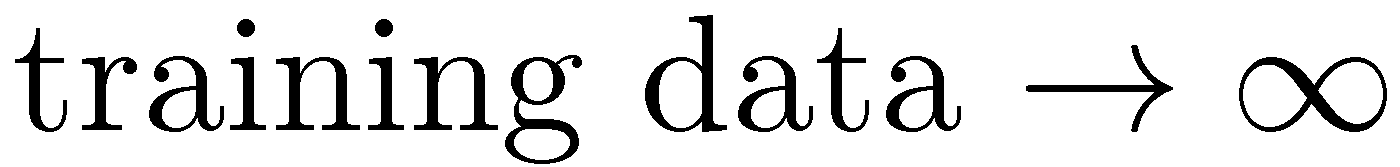 training data → ∞